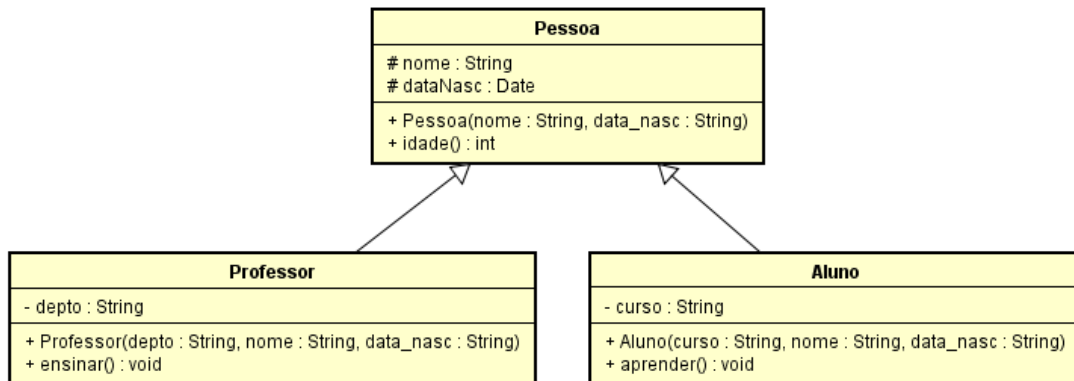 Pessoa
# nome : String
# dataNasc : Date
+ Pessoa(nome : String, data_nasc : String)
+ idade() : int
Professor
- depto : String
+ Professor(depto : String, nome : String, data_nasc : String)
+ ensinar() : void
Aluno
- curso : String
+ Aluno(curso : String, nome : String, data_nasc : String)
+ aprender() : void